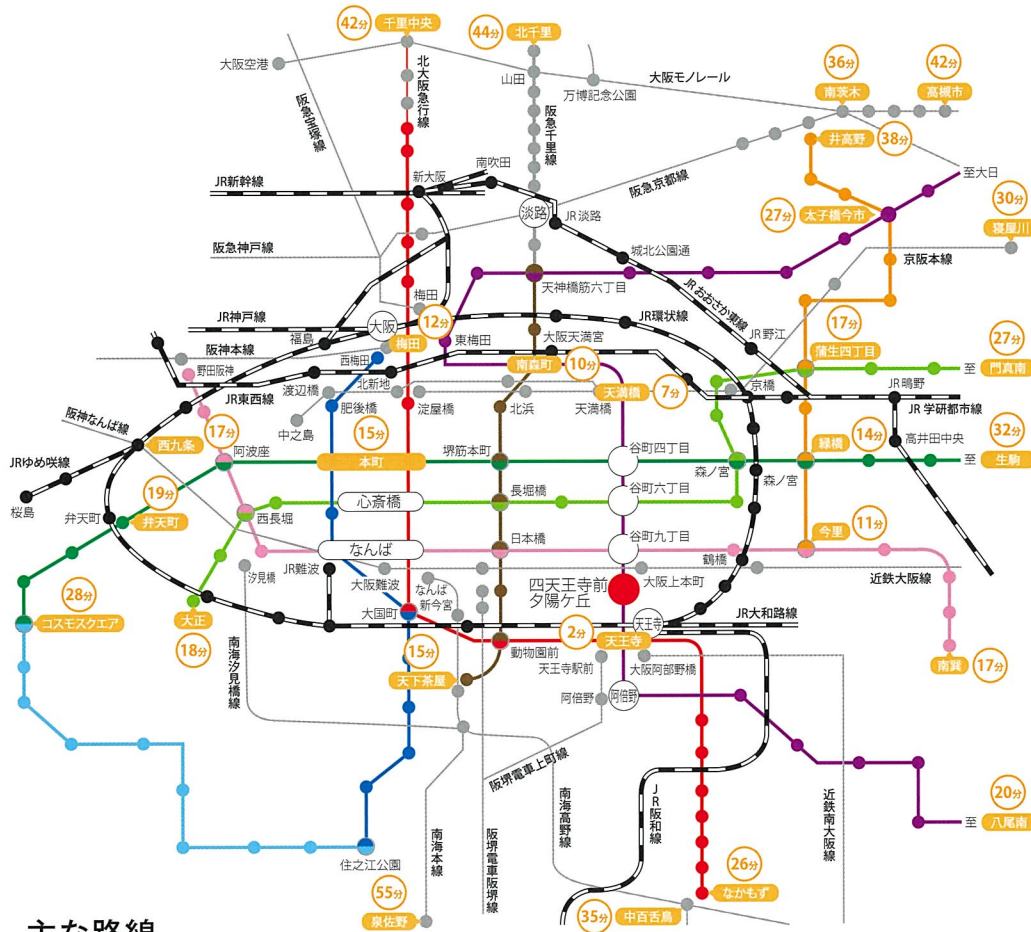 42分
千里中央
44分
北千里
36分
42分
大阪空港
北大阪急行線
山田
大阪モノレール
南茨木
高槻市
阪急宝塚線
阪急千里線
万博記念公園
井高野
38分
南吹田
新大阪
JR新幹線
阪急京都線
至大日
27分
太子橋今市
30分
寝屋川
淡路
JR淡路
阪急神戸線
城北公園通
京阪本線
天神橋筋六丁目
JRおおさか東線
梅田
JR神戸線
大阪
12分
JR環状線
JR野江
17分
福島
梅田
東梅田
大阪天満宮
阪神本線
西梅田
蒲生四丁目
27分
野田阪神
南森町
10分
京橋
至
門真南
渡辺橋
北新地
天満橋
7分
JR東西線
肥後橋
淀屋橋
北浜
天満橋
JR鴫野
JR学研都市線
中之島
阪神なんば線
17分
15分
西九条
阿波座
緑橋
14分
高井田中央
32分
JRゆめ咲線
本町
堺筋本町
谷町四丁目
至
生駒
19分
森ノ宮
森ノ宮
桜島
心斎橋
長堀橋
谷町六丁目
弁天町
弁天町
西長堀
今里
11分
なんば
日本橋
谷町九丁目
鶴橋
汐見橋
JR難波
大阪難波
なんば
大阪上本町
近鉄大阪線
新今宮
四天王寺前
夕陽ケ丘
28分
コスモスクエア
大正
大国町
JR大和路線
天王寺
2分
18分
15分
動物園前
天王寺
南海汐見橋線
天下茶屋
天王寺駅前
大阪阿部野橋
南巽
17分
阿倍野
阿倍野
阪堺電車上町線
20分
至
八尾南
住之江公園
南海本線
阪堺電車阪堺線
南海高野線
JR阪和線
近鉄南大阪線
26分
なかもず
55分
泉佐野
35分
中百舌鳥
主な路線